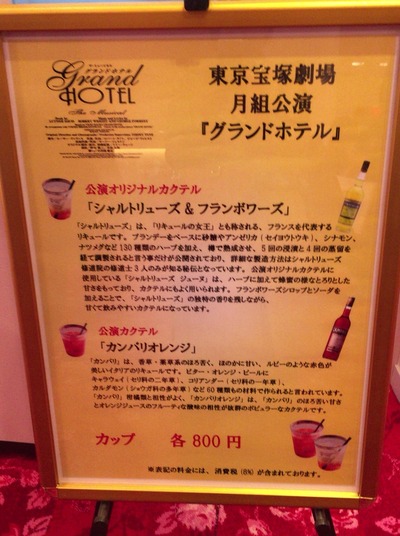 グランドホテル
Grand
HOTEL
The Musical
東京宝塚劇場
月組公演
『グランドホテル』
公演オリジナルカクテル
「シャルトリューズ&フランボワーズ」
「シャルトリューズ」は、「リキュールの女王」とも称される、フランスを代表する
リキュールです。ブランデーをベースに砂糖やアンゼリカ(セイヨウトウキ)、シナモン、
ナツメグなど130種類のハーブを加え、樽で熟成させ、5回の浸漬と4回の蒸留を
経て調製されると言う事だけが公開されており、詳細な製造方法はシャルトリューズ
修道院の修道士3人のみが知る秘伝となっています。公演オリジナルカクテルに
使用している「シャルトリューズ ジョーヌ」は、ハーブに加えて蜂蜜の様なとろりとした
甘さをもっており、カクテルにもよく用いられます。フランボワーズシロップとソーダを
加えることで、「シャルトリューズ」の独特の香りを残しながら、
甘くて飲みやすいカクテルになっています。
公演カクテル
「カンパリオレンジ」
「カンパリ」は、香草・薬草系のほろ苦く、ほのかに甘い、ルビーのような赤色が
美しいイタリアのリキュールです。ビター・オレンジ・ピールに
キャラウェイ(セリ科の二年草)、コリアンダー(セリ科の一年草)、
カルダモン(ショウガ科の多年草)など60種類もの材料で作られると言われています。
「カンパリ」柑橘類と相性がよく、「カンパリオレンジ」は、「カンパリ」のほろ苦い甘さ
とオレンジジュースのフルーティな酸味の相性が抜群のポピュラーなカクテルです。
カップ 各800円
※表記の料金には、消費税(8%)が含まれております。